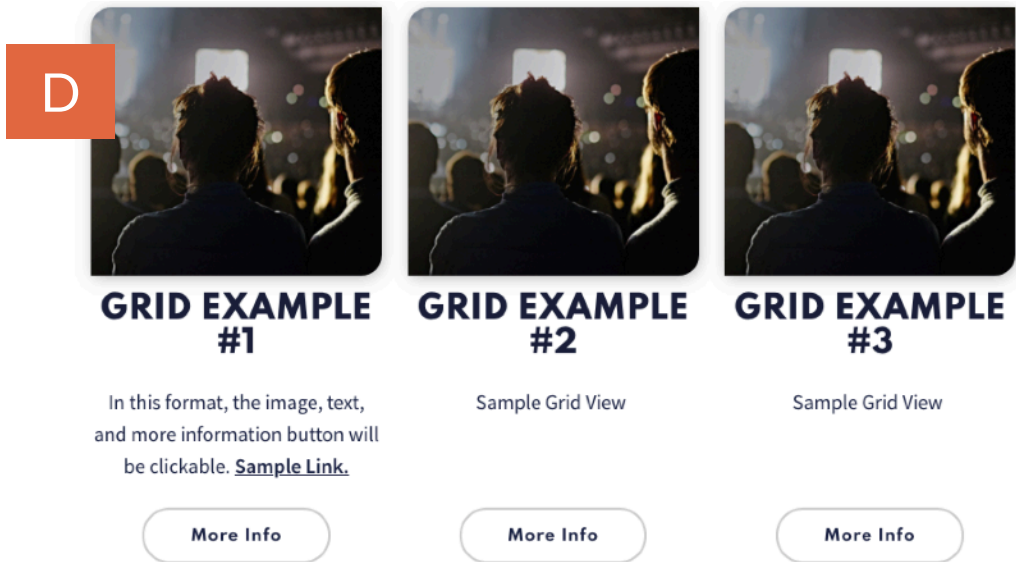 D
GRID EXAMPLE
#1
In this format, the image, text,
and more information button will
be clickable. Sample Link.
More Info
GRID EXAMPLE
#2
Sample Grid View
More Info
GRID EXAMPLE
#3
Sample Grid View
More Info